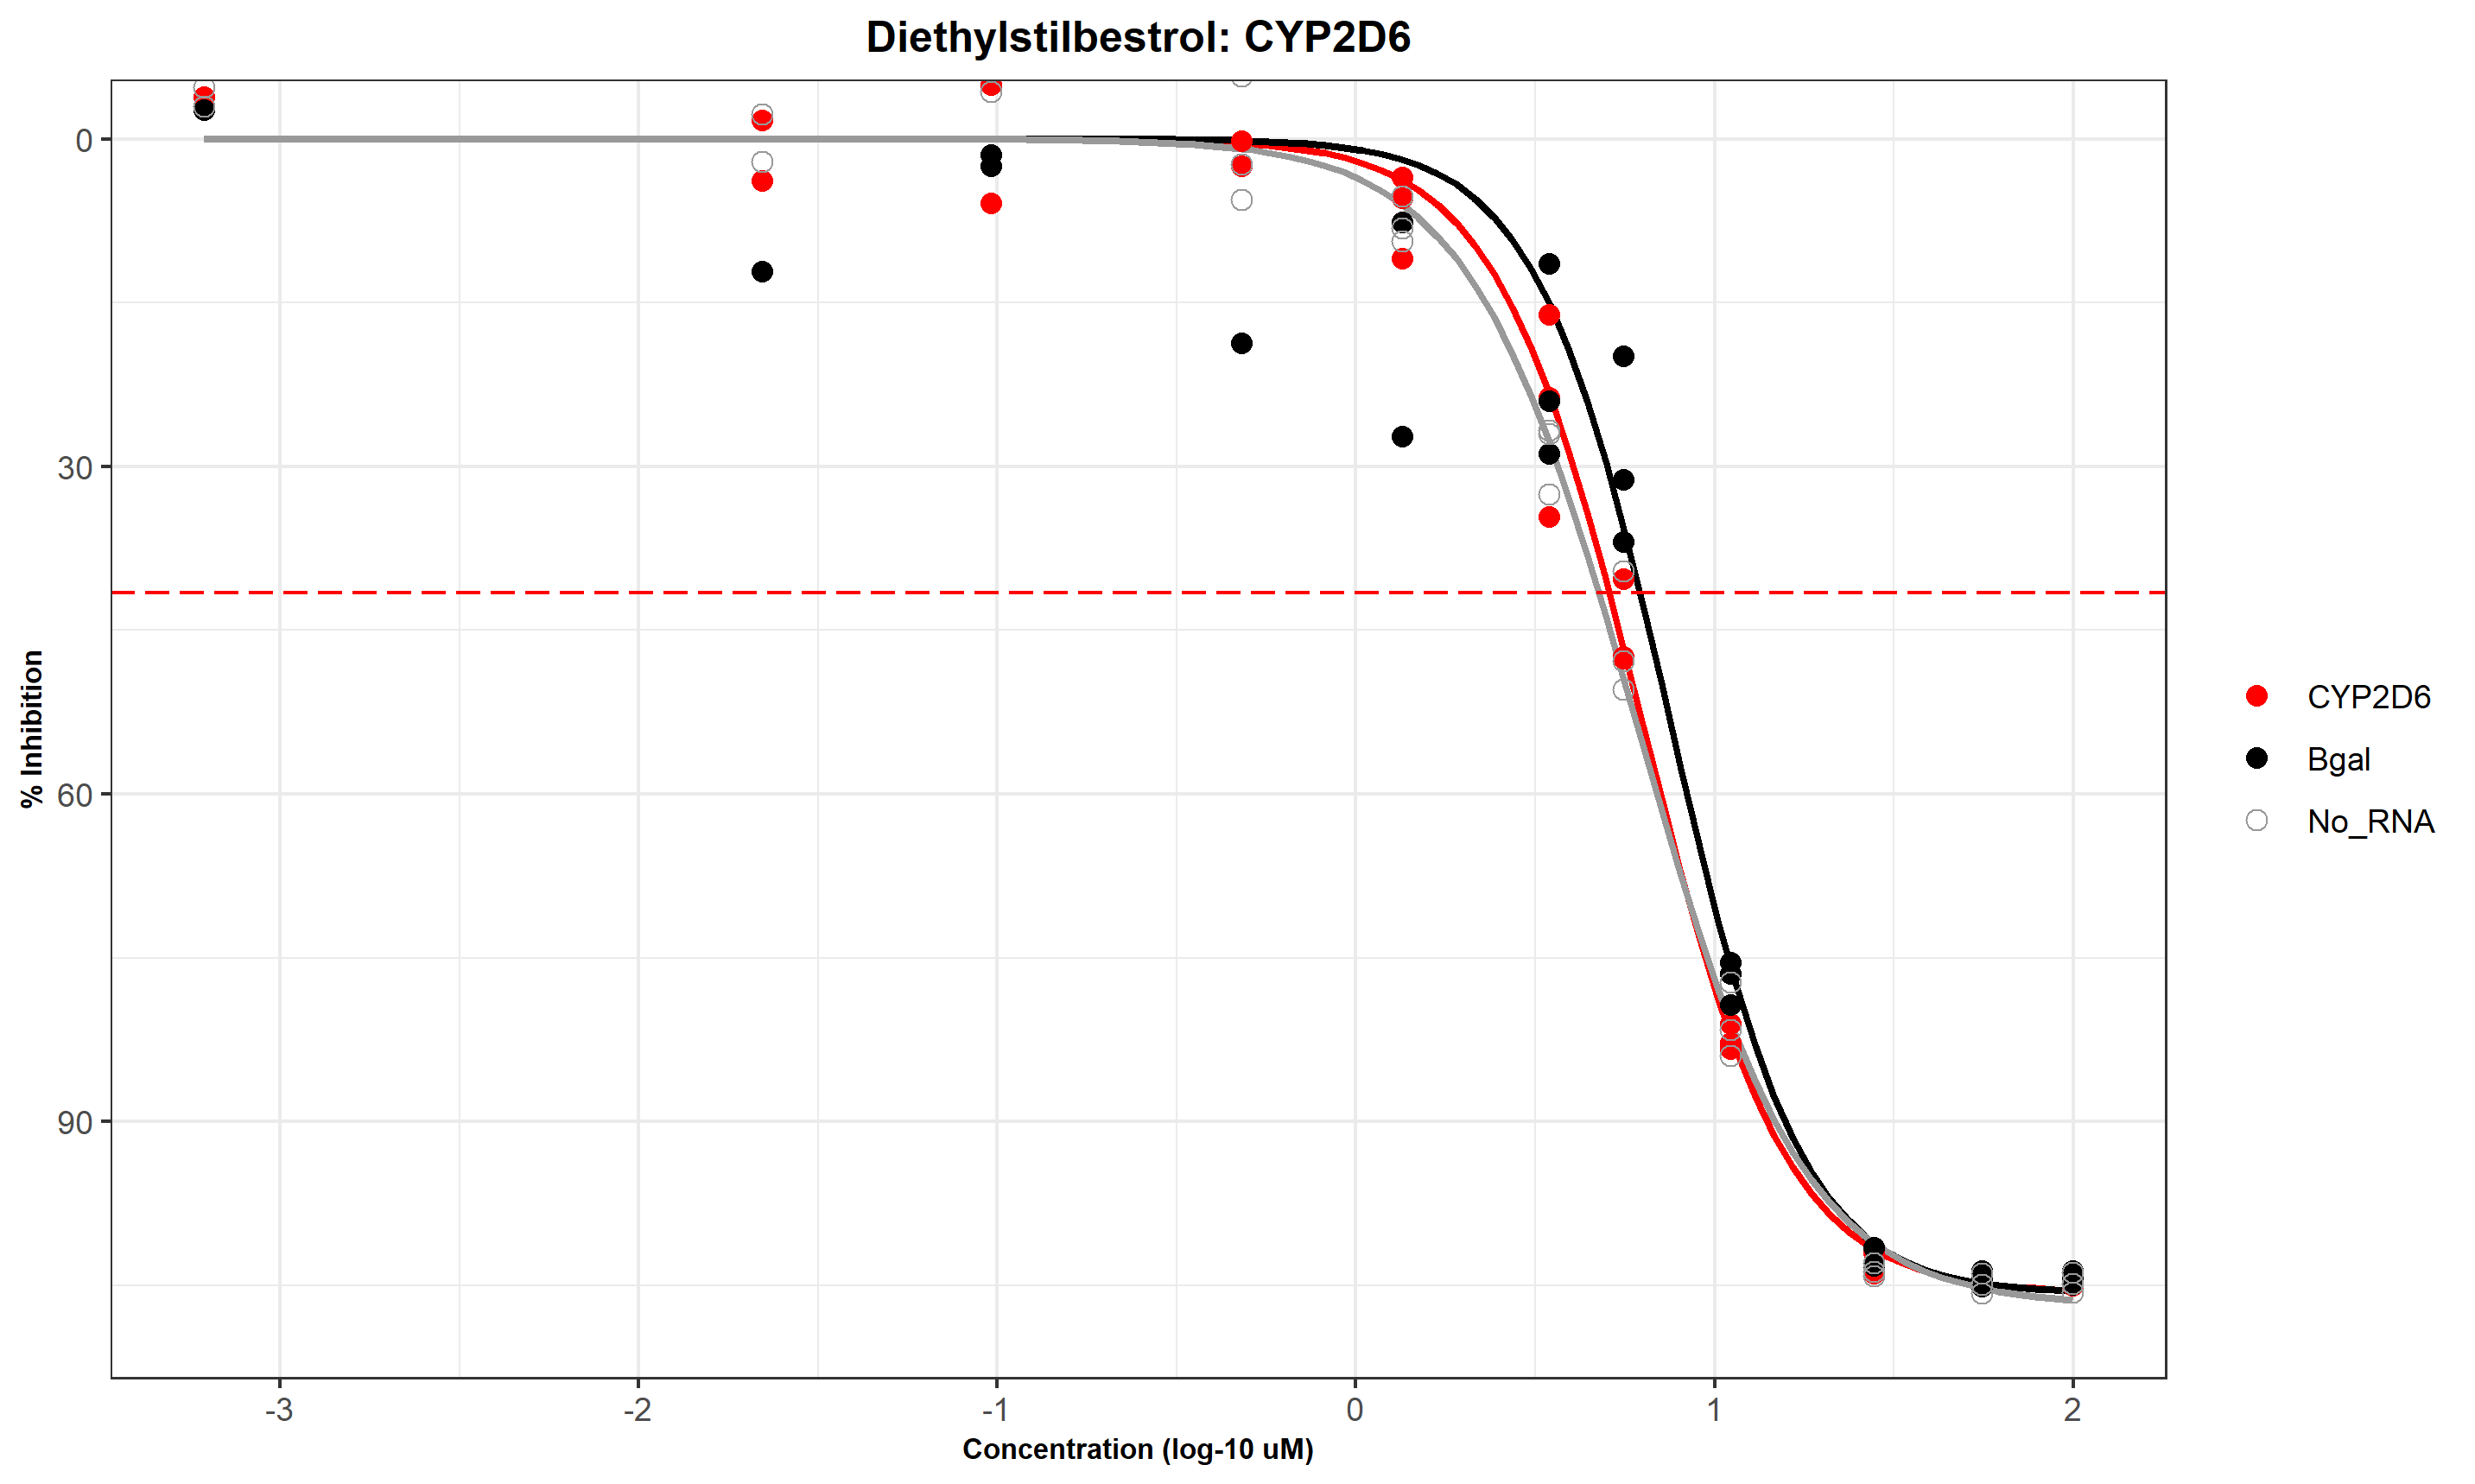 Diethylstilbestrol: CYP2D6
0
30
60
90
% Inhibition
-3
-2
-1
0
1
2
Concentration (log-10 uM)
CYP2D6
Bgal
No_RNA